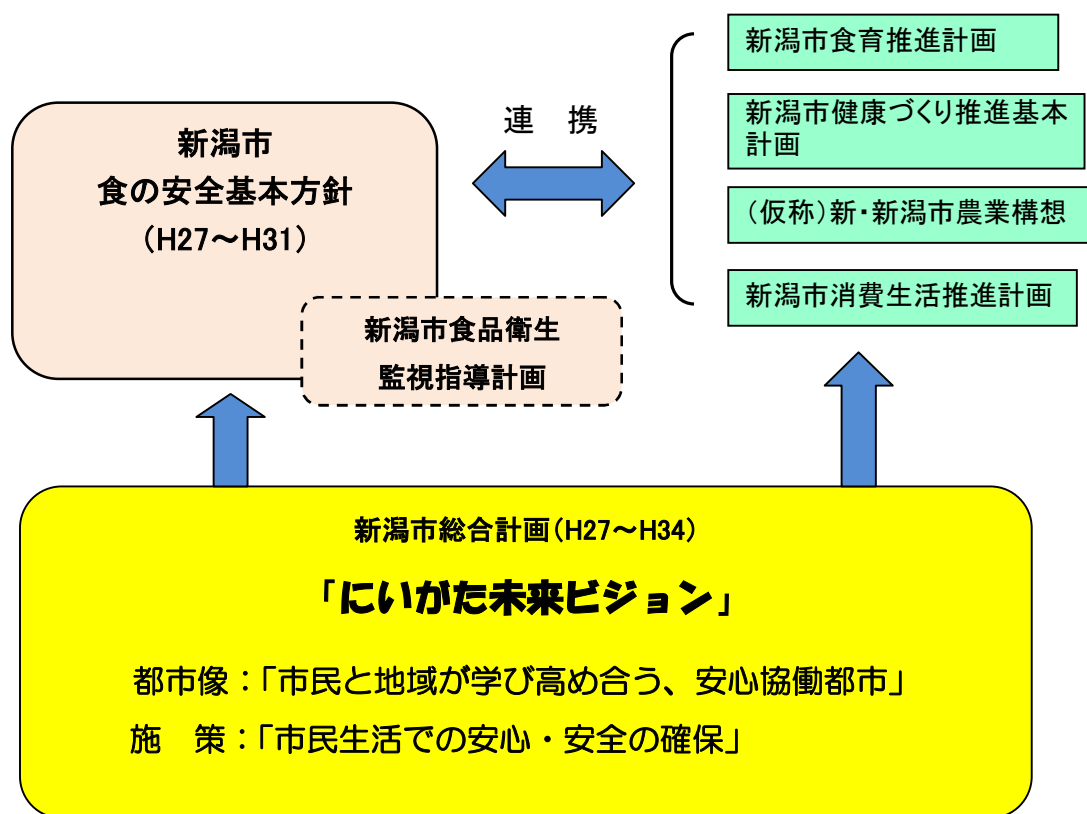 新潟市
食の安全基本方針
（H27～H31）
新潟市食品衛生
監視指導計画
連　携
新潟市食育推進計画
新潟市健康づくり推進基本
計画
（仮称）新・新潟市農業構想
新潟市消費生活推進計画
新潟市総合計画（H27～H34）
「にいがた未来ビジョン」
都市像：「市民と地域が学び高め合う、安心協働都市」
施　策：「市民生活での安心・安全の確保」